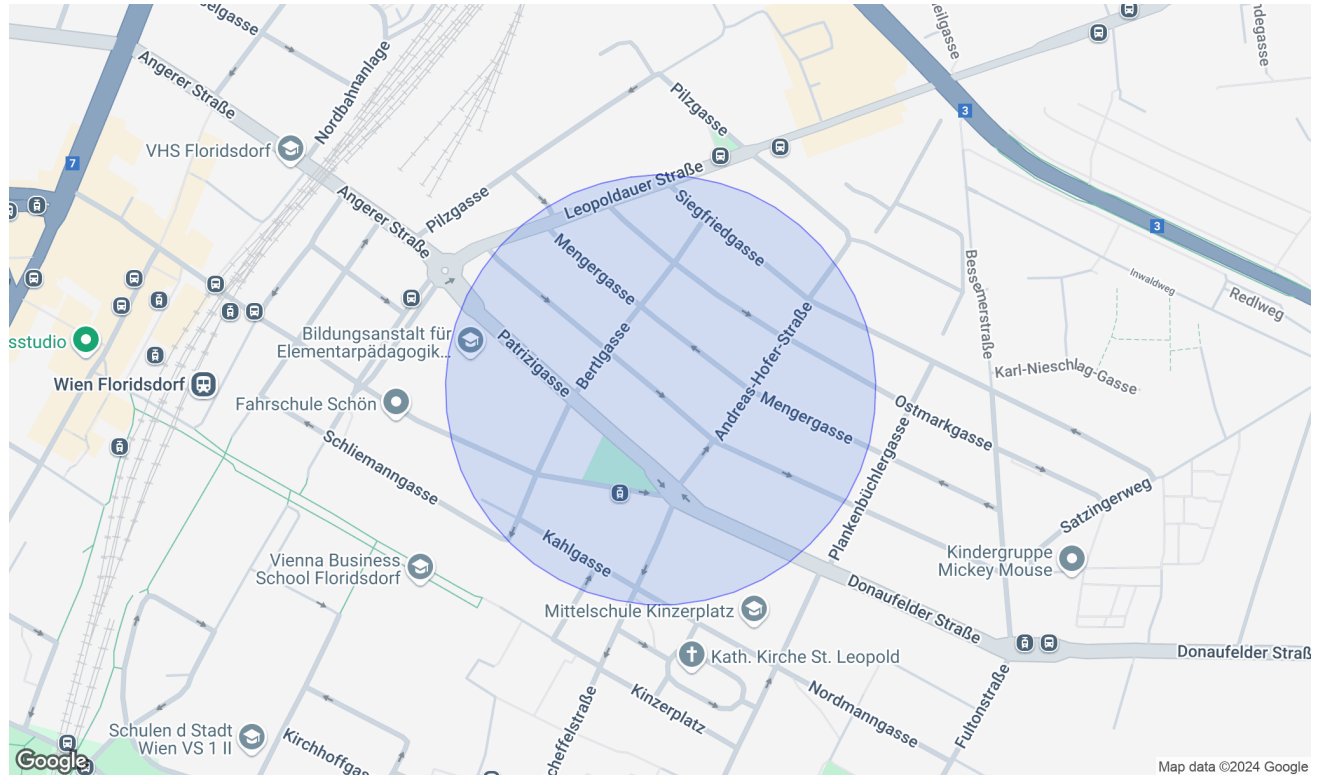 Angerer Straße
Nordbahnanlage
Pilzgasse
3
VHS Floridsdorf
7
Leopoldauer Straße
Angerer Straße
Pilzgasse
Siegfriedgasse
3
Mengergasse
Bessemerstraße
Inwaldweg
Redlweg
Bildungsanstalt für
Elementarpädagogik...
Patrizigasse
Bertlgasse
Andreas-Hofer-Straße
Karl-Nieschlag-Gasse
sstudio
Wien Floridsdorf
Fahrschule Schön
Mengergasse
Ostmarkgasse
Plankenbüchlergasse
Schliemanngasse
Satzingerweg
Kahlgasse
Vienna Business
School Floridsdorf
Kindergruppe
Mickey Mouse
Mittelschule Kinzerplatz
Donaufelder Straße
Donaufelder Straß
Kath. Kirche St. Leopold
Kinzerplatz
Nordmanngasse
Fultonstraße
cheffelstraße
Schulen d Stadt
Wien VS 1 II
Kirchhoffgas
Google
Map data ©2024 Google